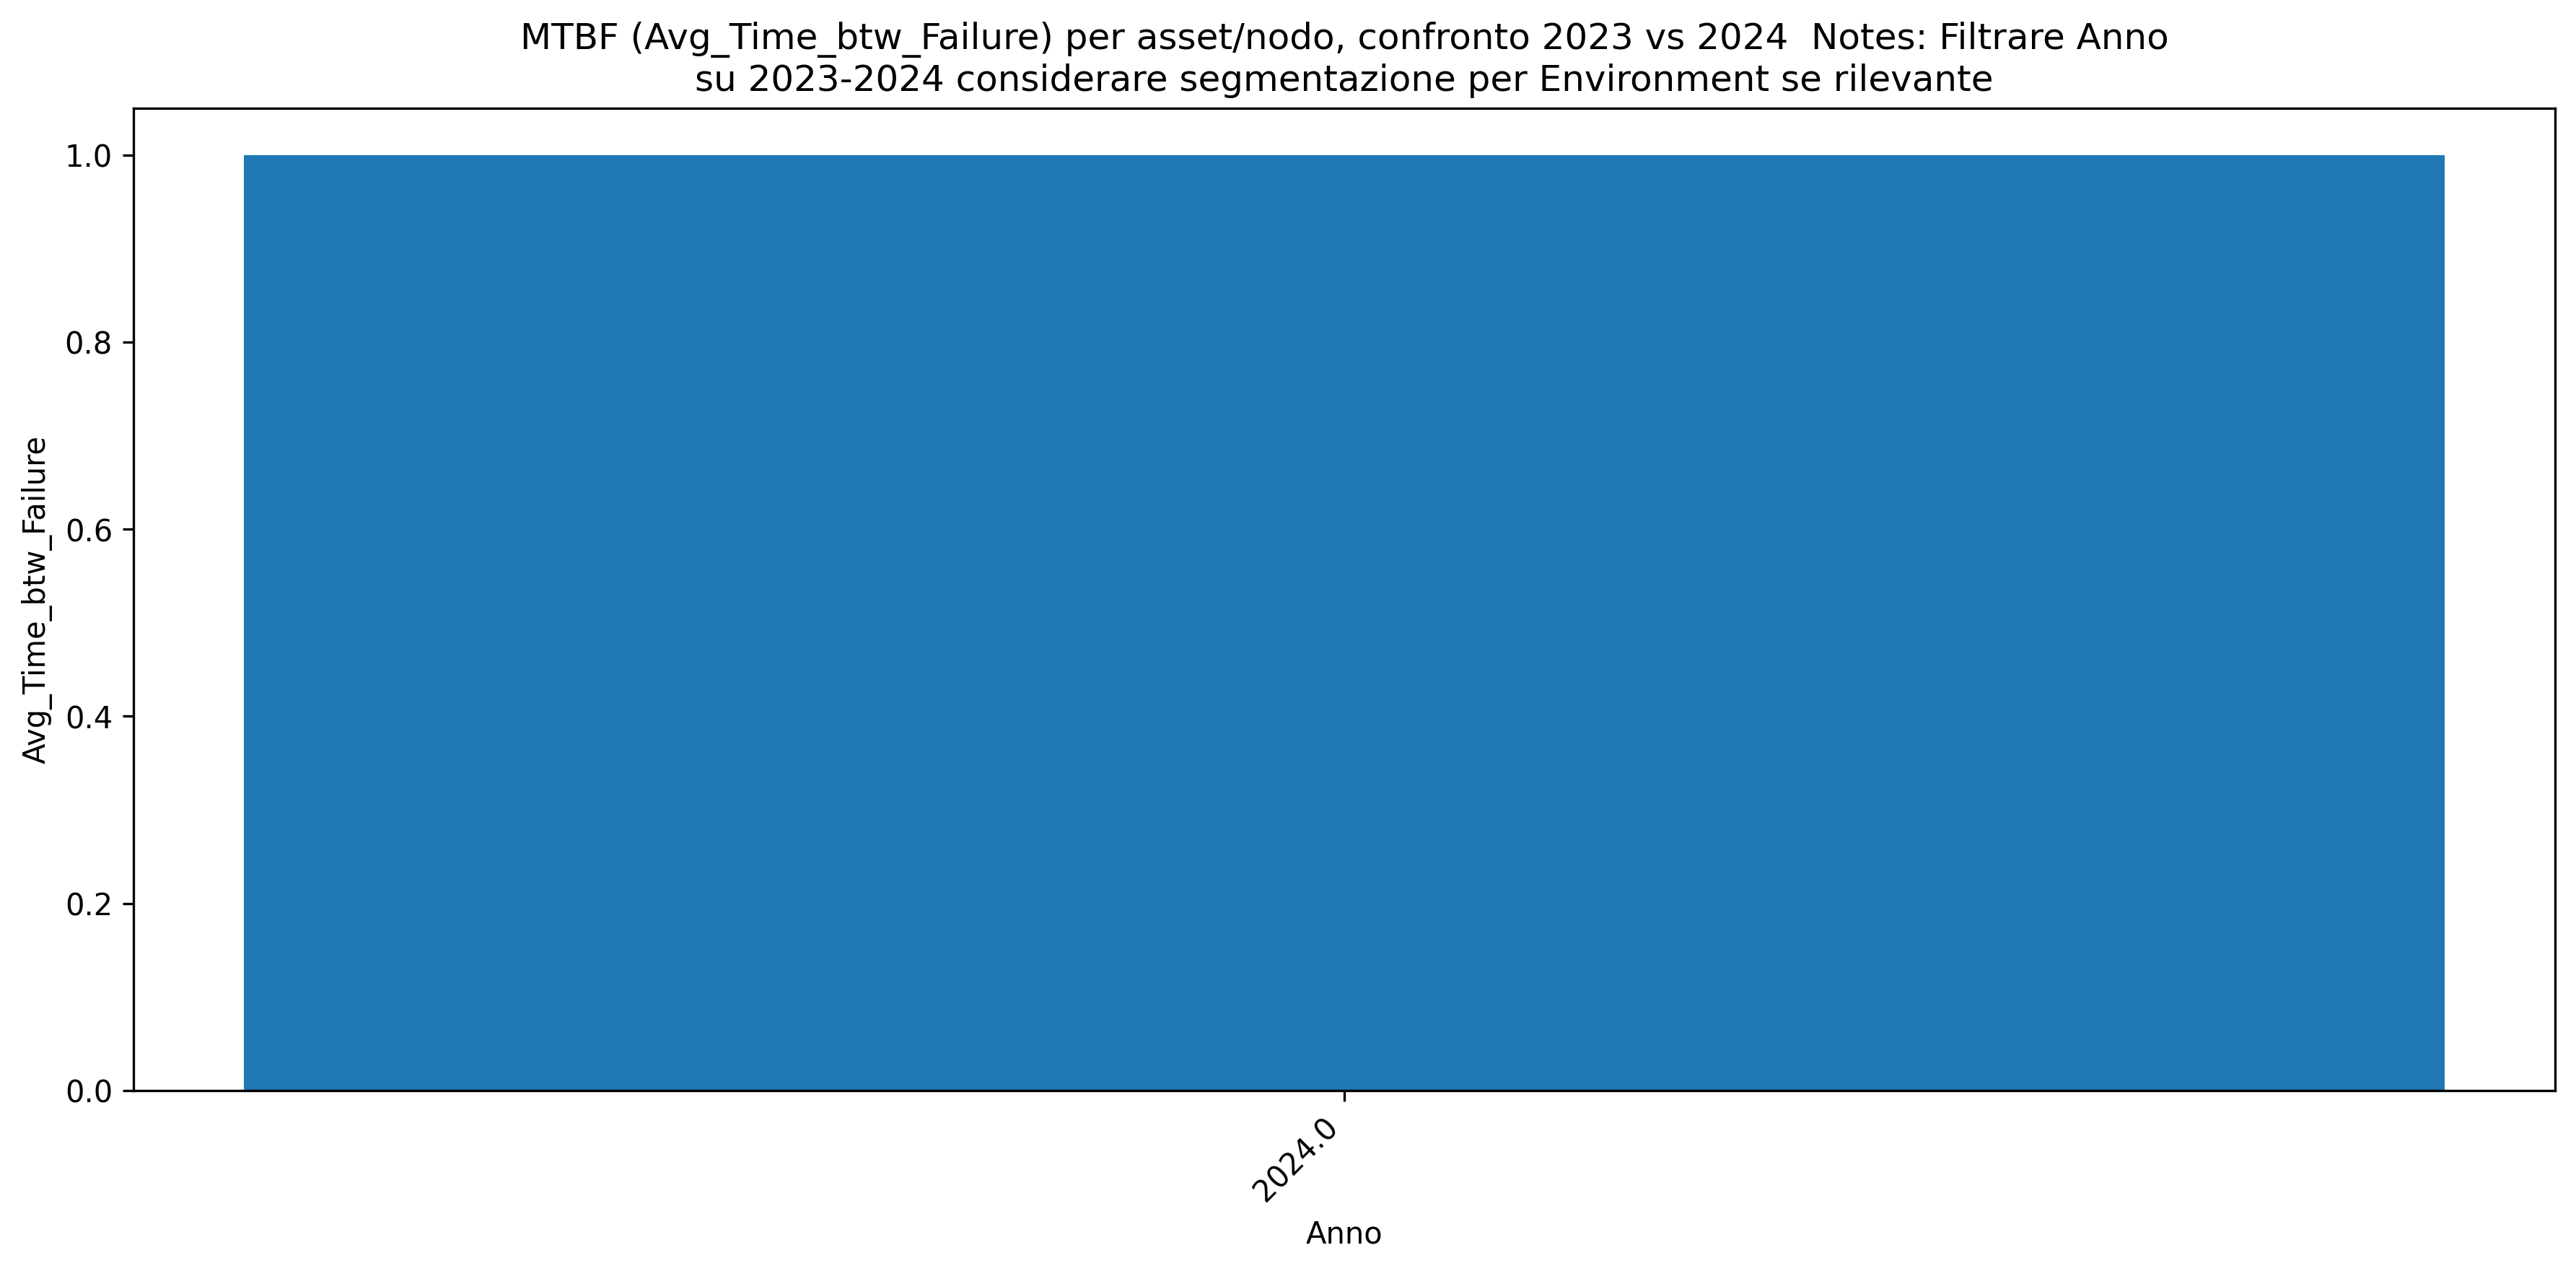 MTBF (Avg_Time_btw_Failure) per asset/nodo, confronto 2023 vs 2024  Notes: Filtrare Anno
su 2023-2024 considerare segmentazione per Environment se rilevante
Avg_Time_btw_Failure
1.0
0.8
0.6
0.4
0.2
0.0
2024.0
Anno